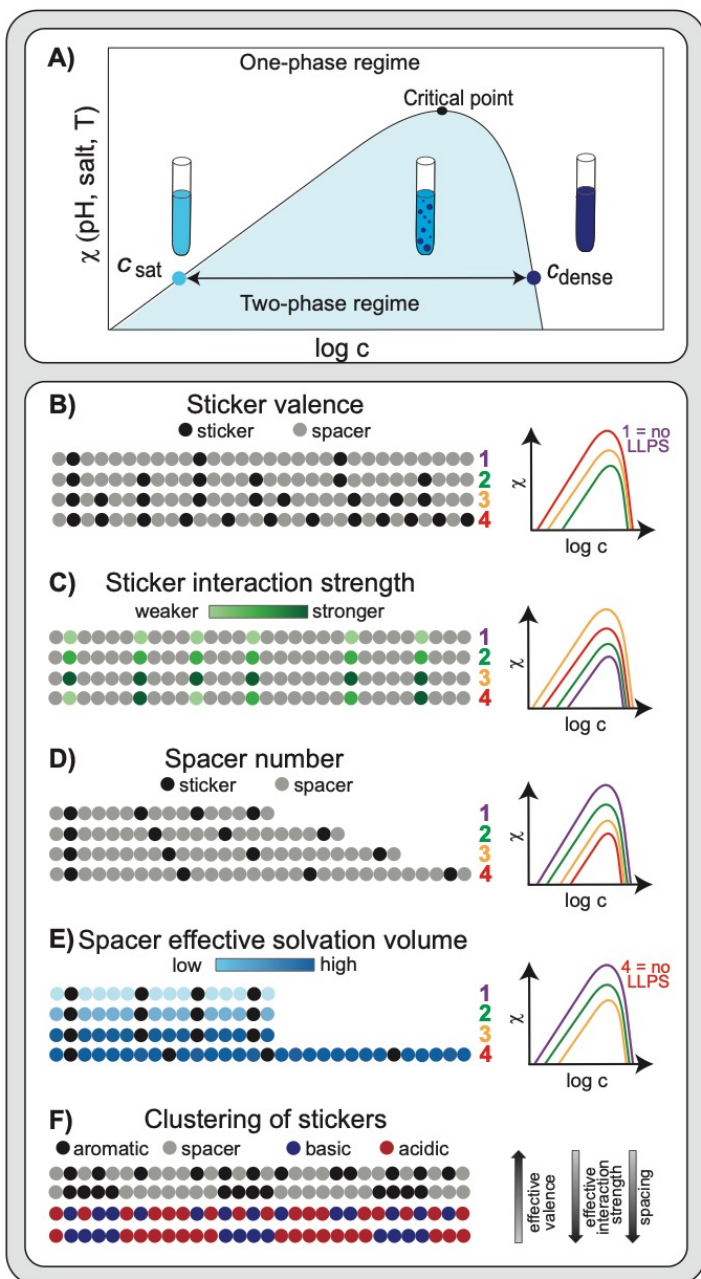 A)
One-phase regime
Critical point
χ (pH, salt, T)
c sat
c dense
Two-phase regime
log c
B) Sticker valence
sticker spacer
1
2
3
4
1 = no
LLPS
χ
log c
C) Sticker interaction strength
weaker stronger
1
2
3
4
χ
log c
D) Spacer number
sticker spacer
1
2
3
4
χ
log c
E) Spacer effective solvation volume
low high
1
2
3
4
4 = no
LLPS
χ
log c
F) Clustering of stickers
aromatic spacer basic acidic
effective
valence
effective
interaction
strength
spacing